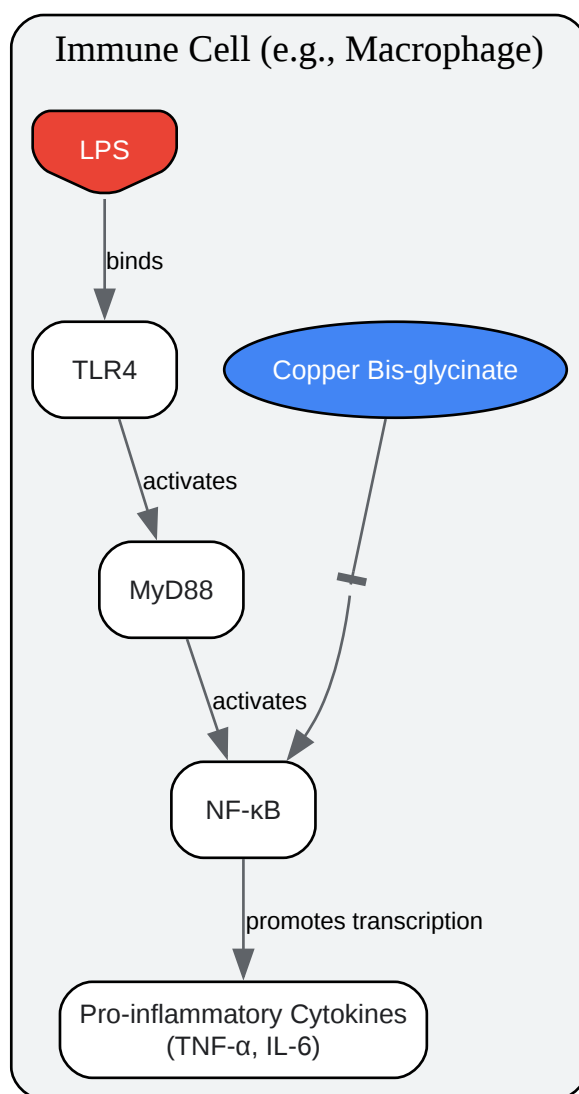 Immune Cell (e.g., Macrophage)
LPS
binds
TLR4
Copper Bis-glycinate
activates
MyD88
activates
NF-κB
promotes transcription
Pro-inflammatory Cytokines
(TNF-α, IL-6)